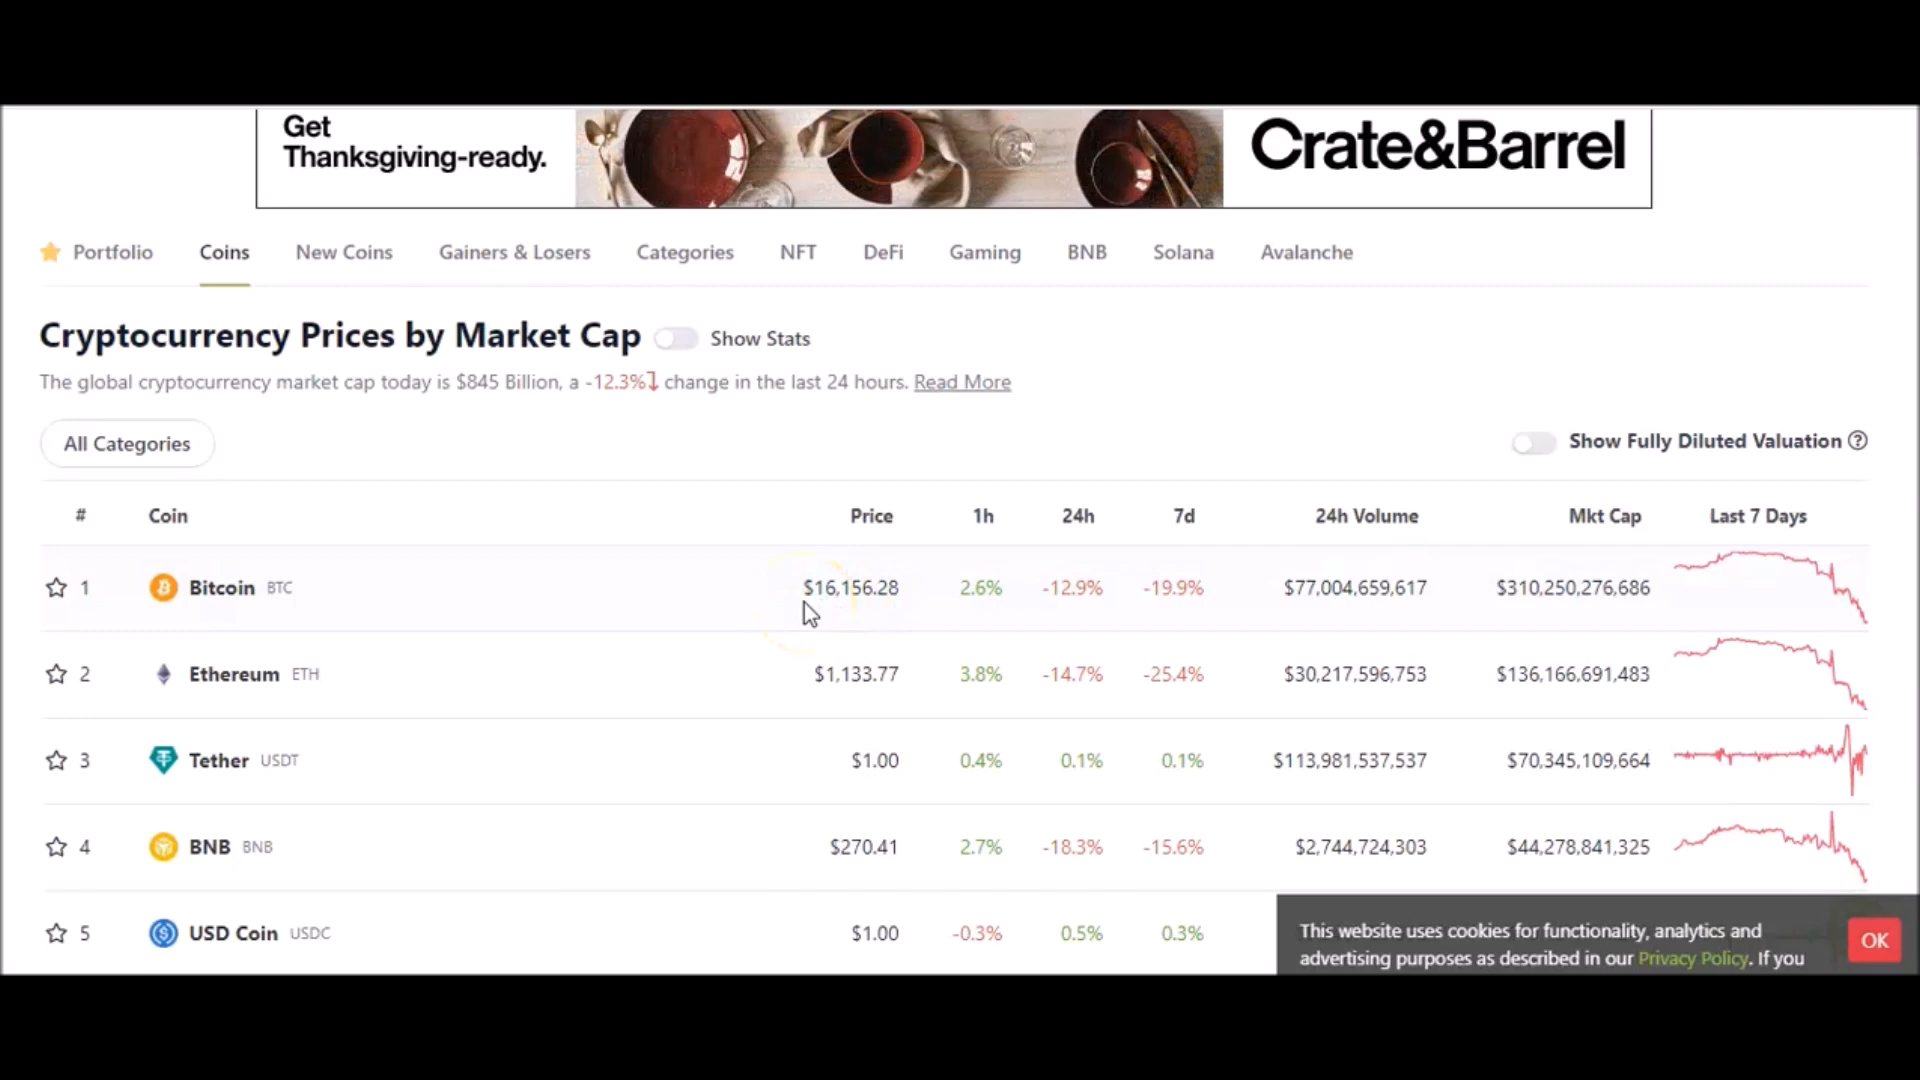 Get
Thanksgiving-ready.
Crate&Barrel
Portfolio Coins New Coins Gainers & Losers Categories NFT DeFi Gaming BNB Solana Avalanche
Cryptocurrency Prices by Market Cap Show Stats
The global cryptocurrency market cap today is $845 Billion, a -12.3% change in the last 24 hours. Read More
All Categories Show Fully Diluted Valuation ?
# Coin Price 1h 24h 7d 24h Volume Mkt Cap Last 7 Days
1 Bitcoin BTC $16,156.28 2.6% -12.9% -19.9% $77,004,659,617 $310,250,276,686
2 Ethereum ETH $1,133.77 3.8% -14.7% -25.4% $30,217,596,753 $136,166,691,483
3 Tether USDT $1.00 0.4% 0.1% 0.1% $113,981,537,537 $70,345,109,664
4 BNB BNB $270.41 2.7% -18.3% -15.6% $2,744,724,303 $44,278,841,325
5 USD Coin USDC $1.00 -0.3% 0.5% 0.3%
This website uses cookies for functionality, analytics and
advertising purposes as described in our Privacy Policy. If you
OK